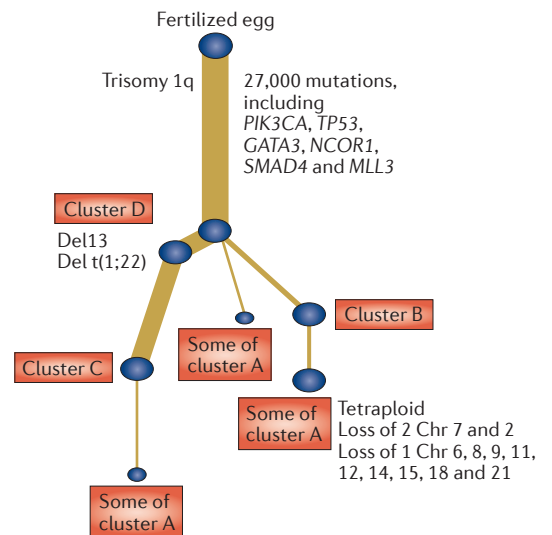 Fertilized egg
Trisomy 1q
27,000 mutations,
including
PIK3CA, TP53,
GATA3, NCOR1,
SMAD4 and MLL3
Cluster D
Del13
Del t(1;22)
Cluster B
Some of
cluster A
Cluster C
Some of
cluster A
Tetraploid
Loss of 2 Chr 7 and 2
Loss of 1 Chr 6, 8, 9, 11,
12, 14, 15, 18 and 21
Some of
cluster A